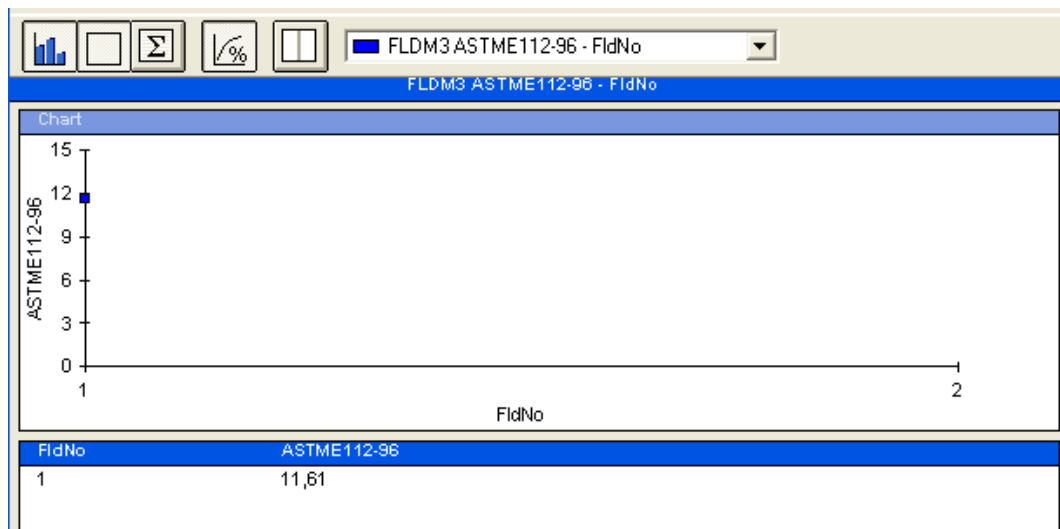 Σ % FLDM3 ASTME112-96 - FldNo
FLDM3 ASTME112-96 - FldNo
Chart
15
12
9
6
3
0
ASTME112-96
1 2
FldNo
FldNo ASTME112-96
1 11,61